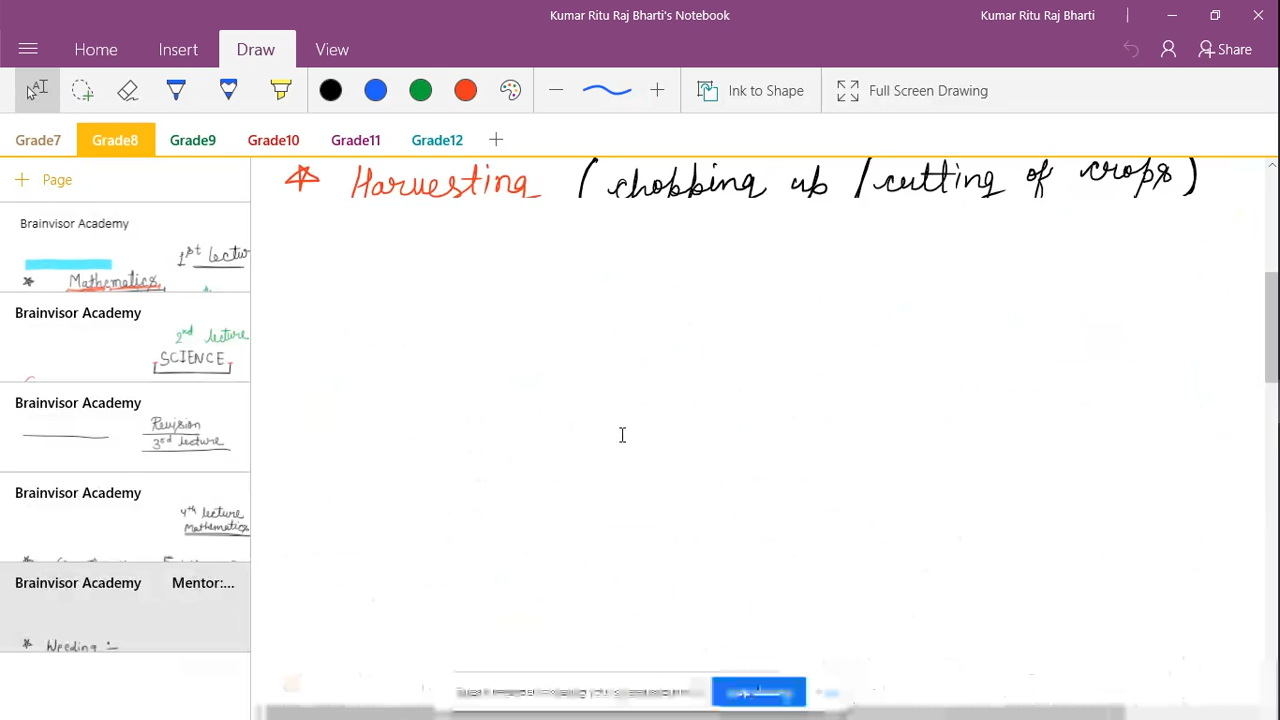 Kumar Ritu Raj Bharti's Notebook
Kumar Ritu Raj Bharti
Home
Insert
Draw
View
Share
Ink to Shape
Full Screen Drawing
Grade7
Grade8
Grade9
Grade10
Grade11
Grade12
Page
Harvesting (chobbing up / cutting of crops)
Brainvisor Academy
1st lectur
* Mathematics
Brainvisor Academy
2nd lecture
SCIENCE
Brainvisor Academy
Revision
3rd lecture
Brainvisor Academy
4th lecture
Mathematics
Brainvisor Academy Mentor:...
* Weeding :-